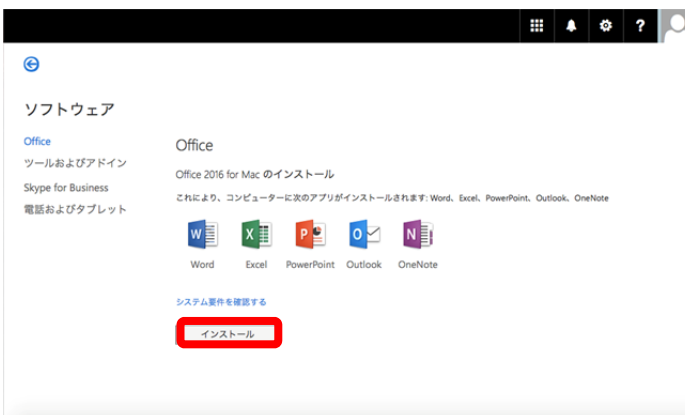 ?
ソフトウェア
Office
ツールおよびアドイン
Skype for Business
電話およびタブレット
Office
Office 2016 for Mac のインストール
これにより、コンピューターに次のアプリがインストールされます: Word、Excel、PowerPoint、Outlook、OneNote
W X P O N
Word Excel PowerPoint Outlook OneNote
システム要件を確認する
インストール